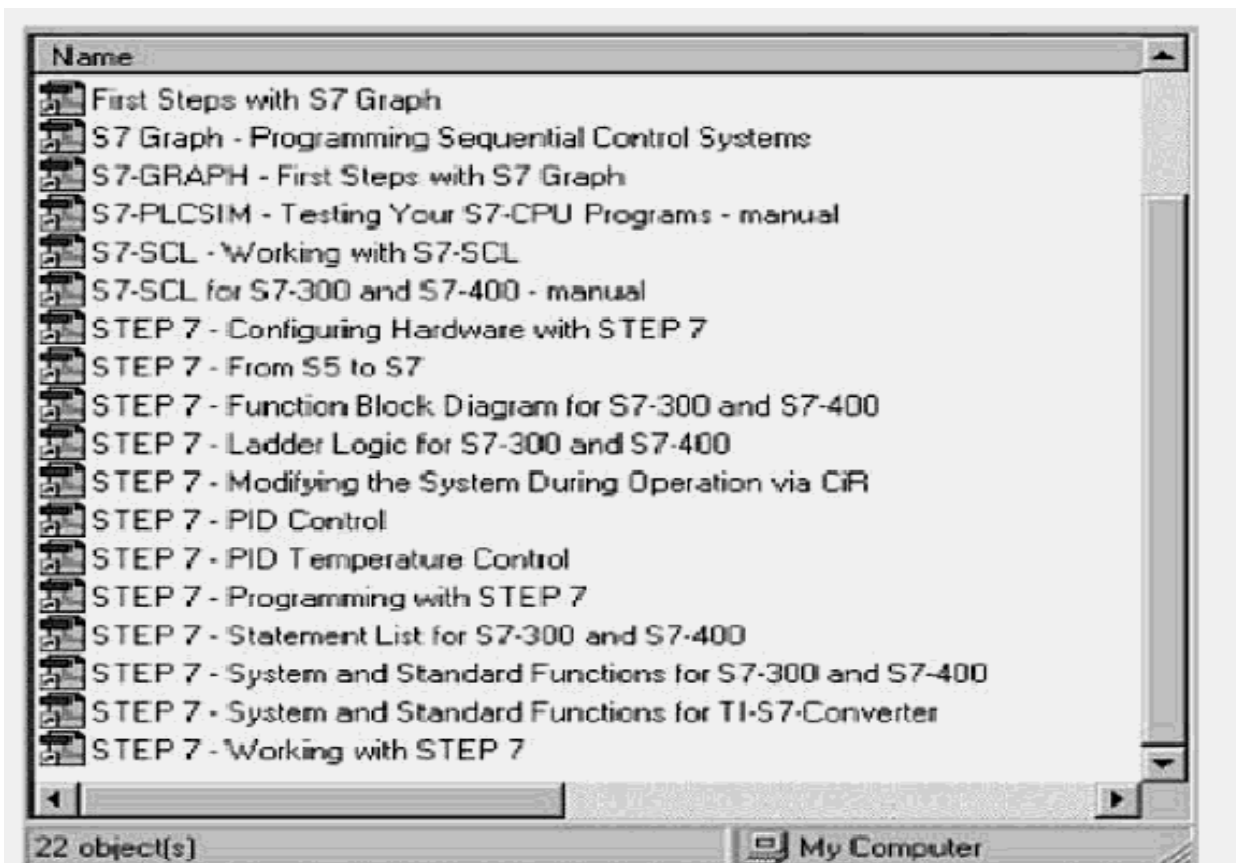 Name
First Steps with S7 Graph
S7 Graph - Programming Sequential Control Systems
S7-GRAPH - First Steps with S7 Graph
S7-PLCSIM - Testing Your S7-CPU Programs - manual
S7-SCL - Working with S7-SCL
S7-SCL for S7-300 and S7-400 - manual
STEP 7 - Configuring Hardware with STEP 7
STEP 7 - From S5 to S7
STEP 7 - Function Block Diagram for S7-300 and S7-400
STEP 7 - Ladder Logic for S7-300 and S7-400
STEP 7 - Modifying the System During Operation via CiR
STEP 7 - PID Control
STEP 7 - PID Temperature Control
STEP 7 - Programming with STEP 7
STEP 7 - Statement List for S7-300 and S7-400
STEP 7 - System and Standard Functions for S7-300 and S7-400
STEP 7 - System and Standard Functions for TI-S7-Converter
STEP 7 - Working with STEP 7
22 object(s)
My Computer